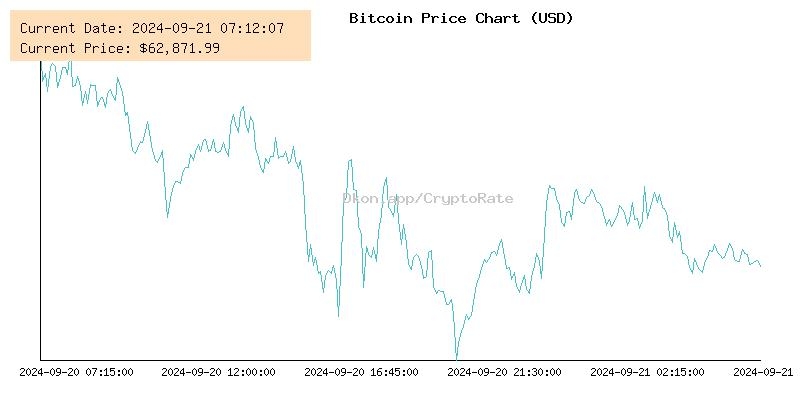 Bitcoin Price Chart (USD)
Current Date: 2024-09-21 07:12:07
Current Price: $62,871.99
Dkon.app/CryptoRate
2024-09-20 07:15:00
2024-09-20 12:00:00
2024-09-20 16:45:00
2024-09-20 21:30:00
2024-09-21 02:15:00
2024-09-21